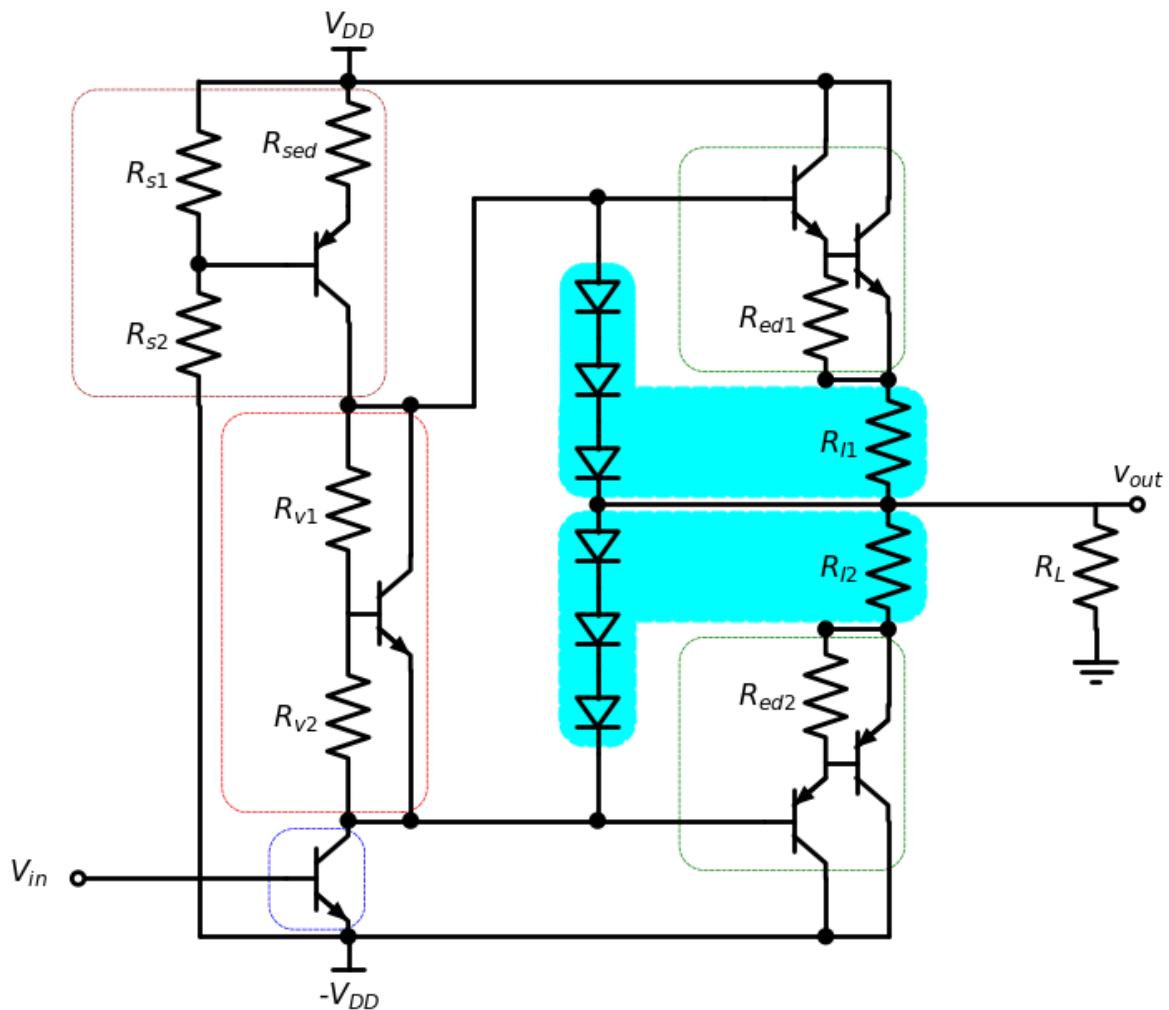 V_DD
R_sed
R_s1
R_s2
R_ed1
R_l1
v_out
R_v1
R_l2
R_L
R_ed2
R_v2
V_in
-V_DD